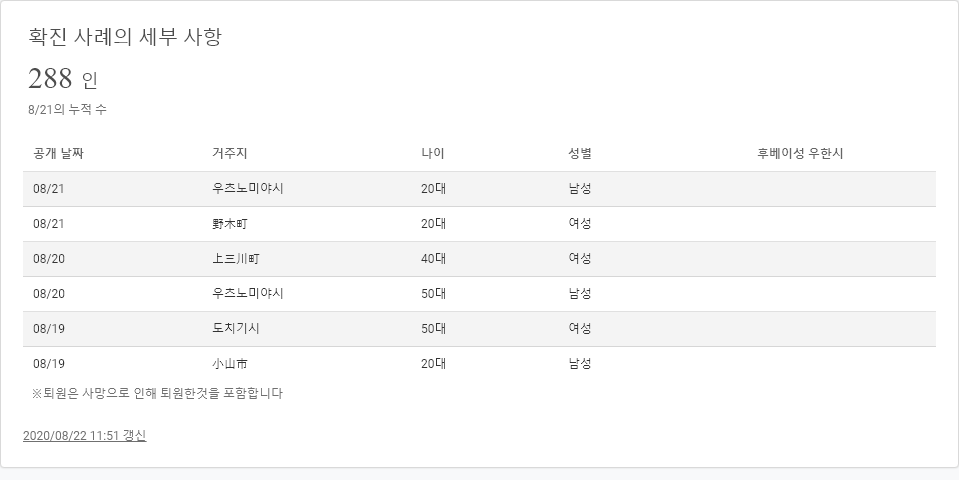 확진 사례의 세부 사항
288 인
8/21의 누적 수
공개 날짜 거주지 나이 성별 후베이성 우한시
08/21 우츠노미야시 20대 남성
08/21 野木町 20대 여성
08/20 上三川町 40대 여성
08/20 우츠노미야시 50대 남성
08/19 도치기시 50대 여성
08/19 小山市 20대 남성
※퇴원은 사망으로 인해 퇴원한것을 포함합니다
2020/08/22 11:51 갱신